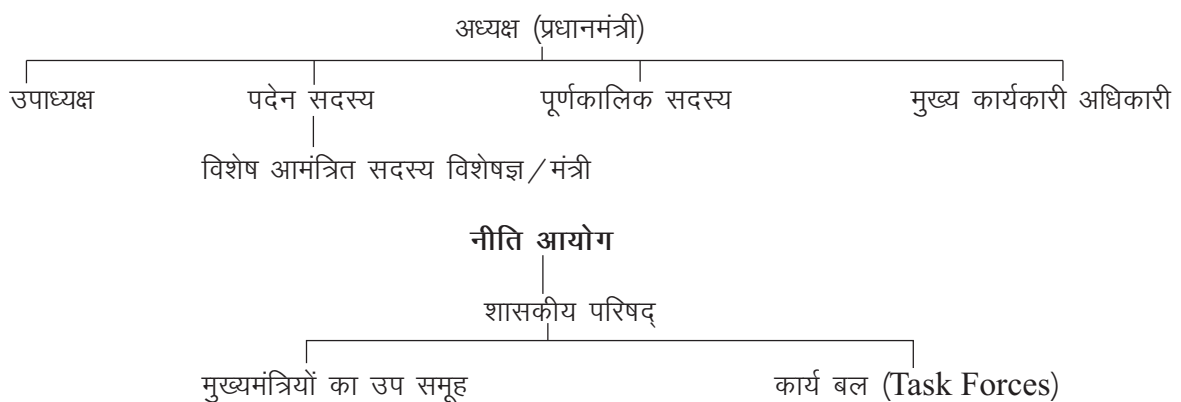 अध्यक्ष (प्रधानमंत्री)
उपाध्यक्ष पदेन सदस्य पूर्णकालिक सदस्य मुख्य कार्यकारी अधिकारी
विशेष आमंत्रित सदस्य विशेषज्ञ/मंत्री
नीति आयोग
शासकीय परिषद्
मुख्यमंत्रियों का उप समूह कार्य बल (Task Forces)